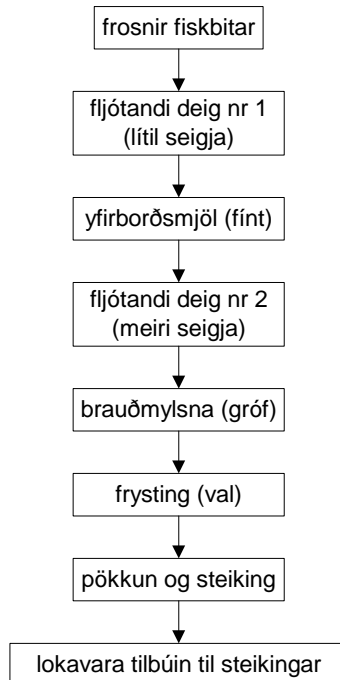 frosnir fiskbitar
fljótandi deig nr 1
(lítil seigja)
yfirborðsmjöl (fínt)
fljótandi deig nr 2
(meiri seigja)
brauðmylsna (gróf)
frysting (val)
pökkun og steiking
lokavara tilbúin til steikingar